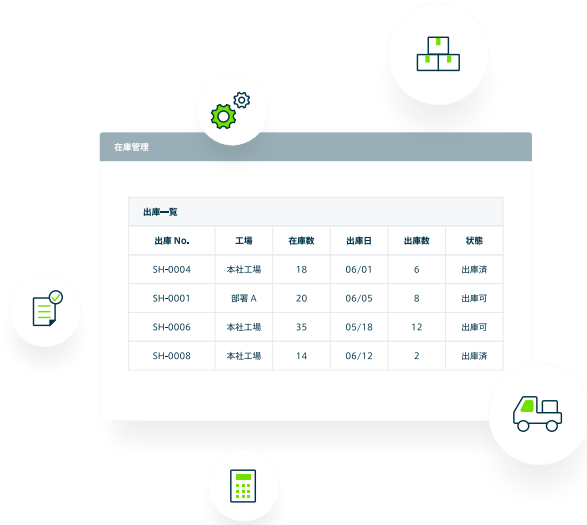 在庫管理
出庫一覧
出庫 No. 工場 在庫数 出庫日 出庫数 状態
SH-0004 本社工場 18 06/01 6 出庫済
SH-0001 部署 A 20 06/05 8 出庫可
SH-0006 本社工場 35 05/18 12 出庫可
SH-0008 本社工場 14 06/12 2 出庫済